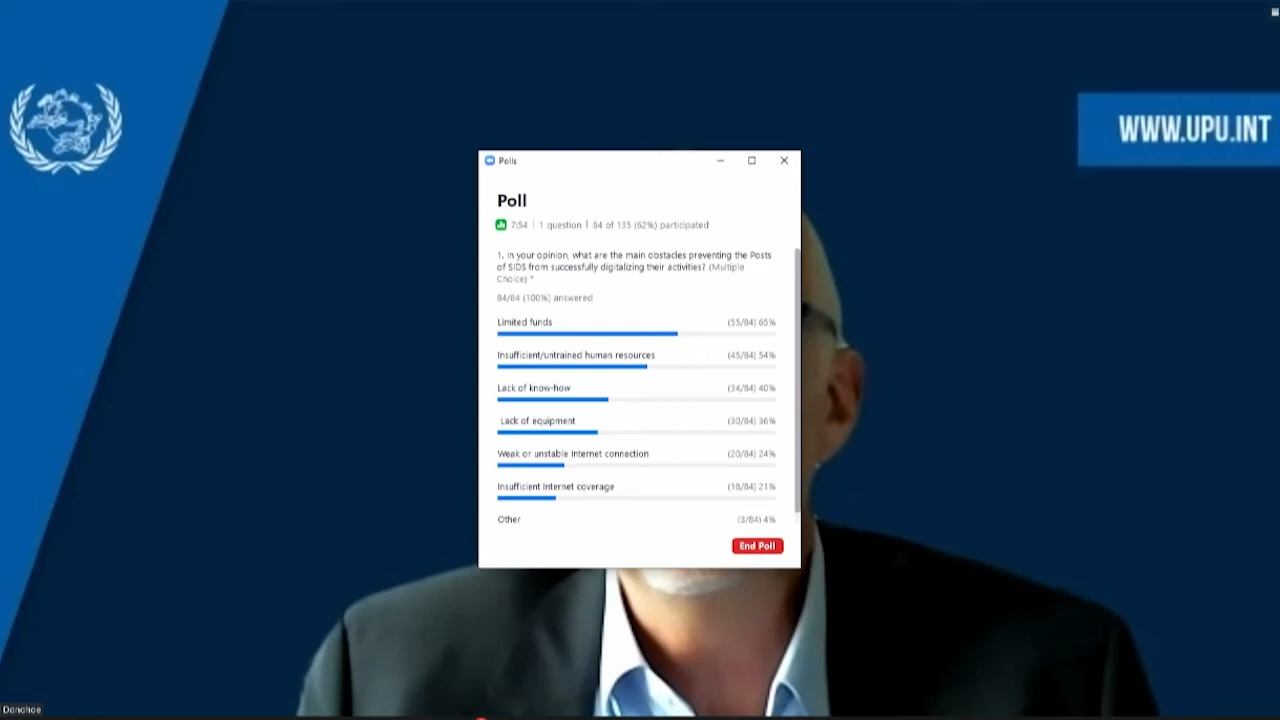 WWW.UPU.INT
Polls
Poll
7:54 | 1 question | 84 of 135 (62%) participated
1. In your opinion, what are the main obstacles preventing the Posts
of SIDS from successfully digitalizing their activities? (Multiple
Choice) *
84/84 (100%) answered
Limited funds (55/84) 65%
Insufficient/untrained human resources (45/84) 54%
Lack of know-how (34/84) 40%
Lack of equipment (30/84) 36%
Weak or unstable Internet connection (20/84) 24%
Insufficient Internet coverage (18/84) 21%
Other (3/84) 4%
End Poll
Donohoe